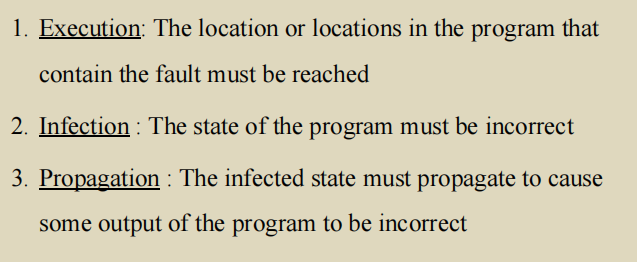 1. Execution: The location or locations in the program that
contain the fault must be reached
2. Infection : The state of the program must be incorrect
3. Propagation : The infected state must propagate to cause
some output of the program to be incorrect